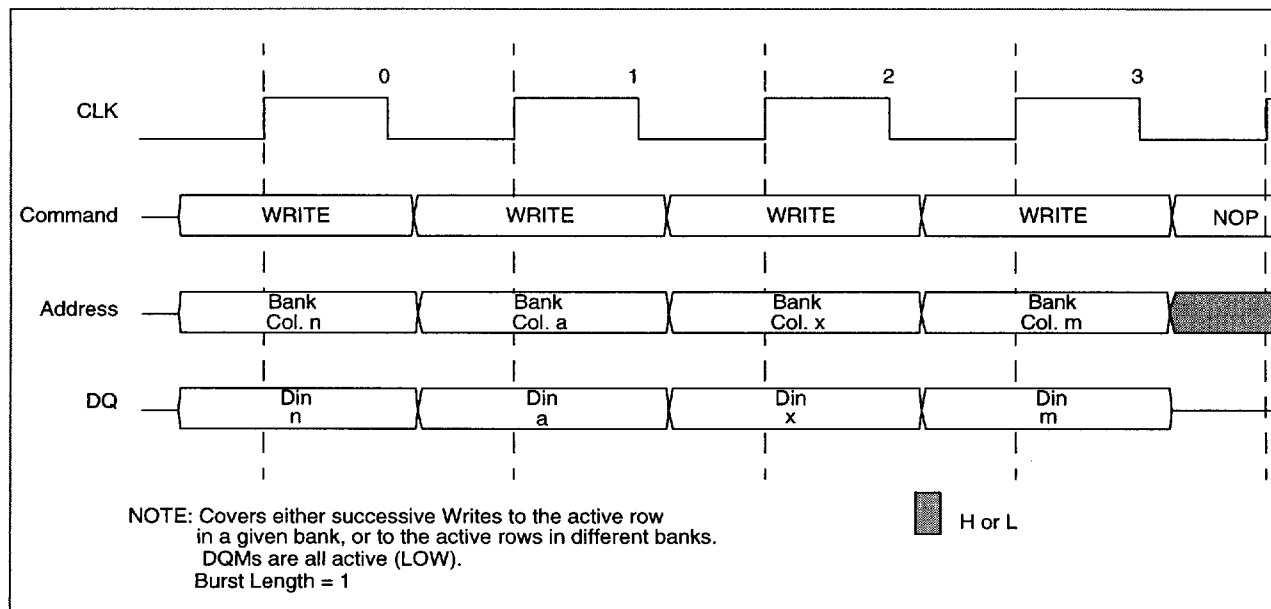 0 1 2 3
CLK
Command WRITE WRITE WRITE WRITE NOP
Address Bank Bank Bank Bank
Col. n Col. a Col. x Col. m
DQ Din Din Din Din
n a x m
NOTE: Covers either successive Writes to the active row
in a given bank, or to the active rows in different banks.
DQMs are all active (LOW).
Burst Length = 1
H or L